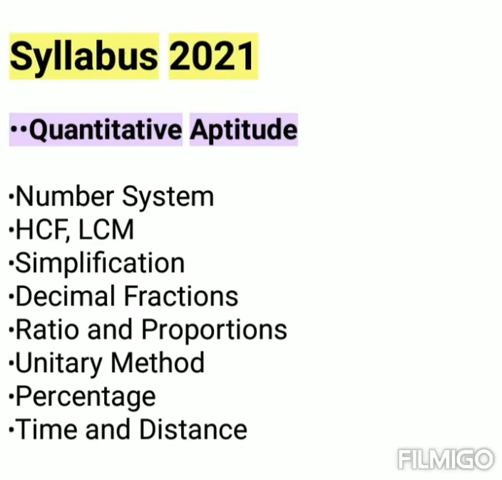 Syllabus 2021
••Quantitative Aptitude
•Number System
•HCF, LCM
•Simplification
•Decimal Fractions
•Ratio and Proportions
•Unitary Method
•Percentage
•Time and Distance
FILMIGO